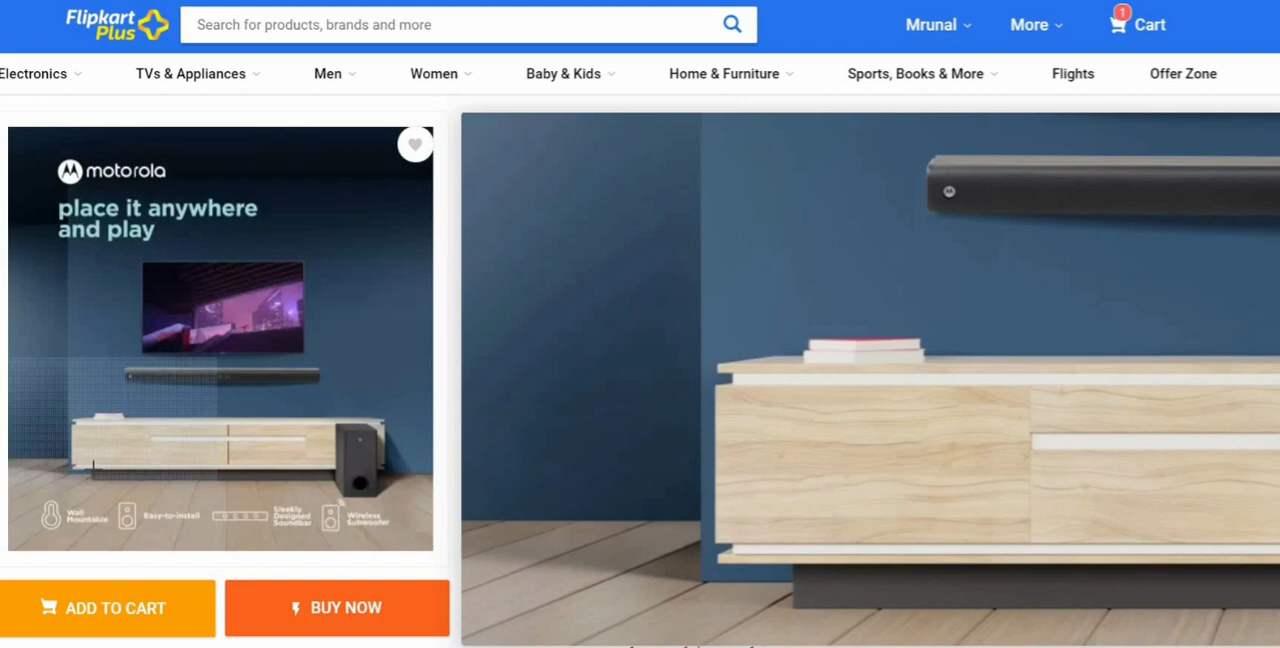 Flipkart
Plus
Search for products, brands and more
Mrunal
More
1
Cart
Electronics
TVs & Appliances
Men
Women
Baby & Kids
Home & Furniture
Sports, Books & More
Flights
Offer Zone
motorola
place it anywhere
and play
Wall
Mountable
Easy-to-install
Sleekly
Designed
Soundbar
Wireless
Subwoofer
ADD TO CART
BUY NOW